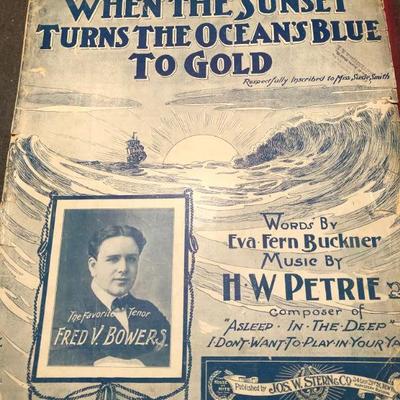 WHEN THE SUNSET
TURNS THE OCEAN'S BLUE
TO GOLD
Respectfully Inscribed to Miss Susie Smith
WORDS BY
EVA FERN BUCKNER
MUSIC BY
H·W PETRIE
Composer of
"ASLEEP·IN·THE·DEEP"
I·DON'T·WANT·TO·PLAY·IN·YOUR·YA
The Favorite Tenor
FRED V. BOWERS
Published by JOS. W. STERN & CO